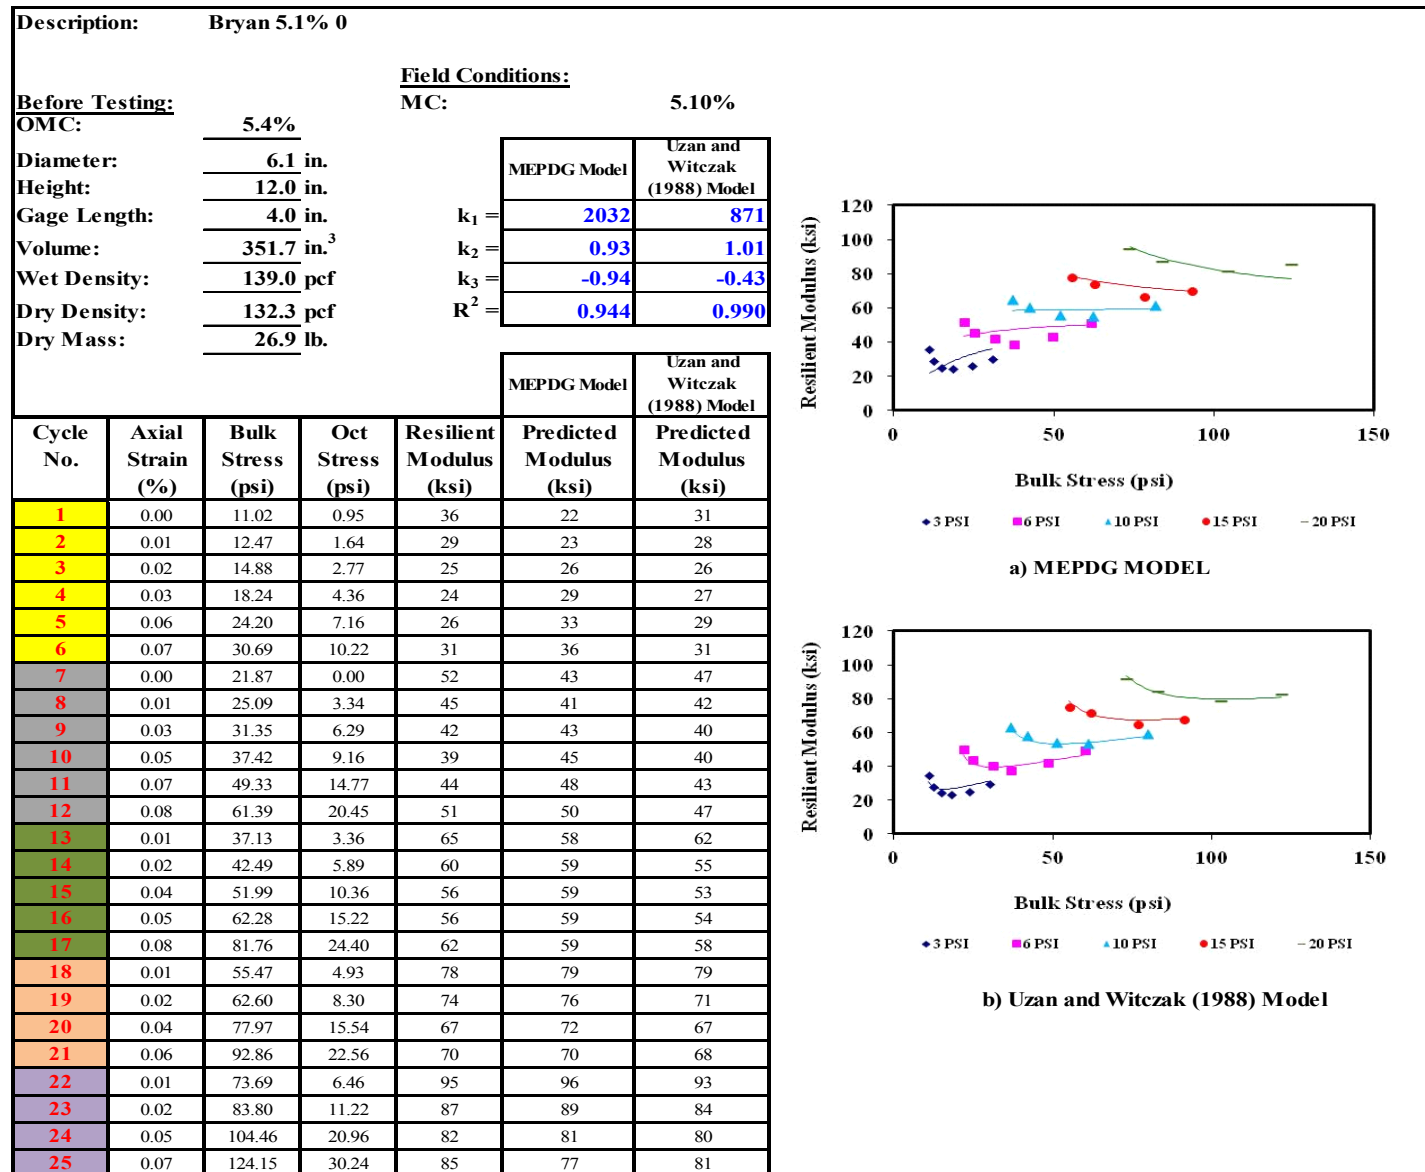 Description: Bryan 5.1% 0
Field Conditions:
Before Testing: MC: 5.10%
OMC: 5.4%
Diameter: 6.1 in.
Height: 12.0 in.
Gage Length: 4.0 in.
Volume: 351.7 in.³
Wet Density: 139.0 pcf
Dry Density: 132.3 pcf
Dry Mass: 26.9 lb.
MEPDG Model Uzan and Witczak (1988) Model
k₁ = 2032 871
k₂ = 0.93 1.01
k₃ = -0.94 -0.43
R² = 0.944 0.990
MEPDG Model Uzan and Witczak (1988) Model
Cycle No. Axial Strain (%) Bulk Stress (psi) Oct Stress (psi) Resilient Modulus (ksi) Predicted Modulus (ksi) Predicted Modulus (ksi)
1 0.00 11.02 0.95 36 22 31
2 0.01 12.47 1.64 29 23 28
3 0.02 14.88 2.77 25 26 26
4 0.03 18.24 4.36 24 29 27
5 0.06 24.20 7.16 26 33 29
6 0.07 30.69 10.22 31 36 31
7 0.00 21.87 0.00 52 43 47
8 0.01 25.09 3.34 45 41 42
9 0.03 31.35 6.29 42 43 40
10 0.05 37.42 9.16 39 45 40
11 0.07 49.33 14.77 44 48 43
12 0.08 61.39 20.45 51 50 47
13 0.01 37.13 3.36 65 58 62
14 0.02 42.49 5.89 60 59 55
15 0.04 51.99 10.36 56 59 53
16 0.05 62.28 15.22 56 59 54
17 0.08 81.76 24.40 62 59 58
18 0.01 55.47 4.93 78 79 79
19 0.02 62.60 8.30 74 76 71
20 0.04 77.97 15.54 67 72 67
21 0.06 92.86 22.56 70 70 68
22 0.01 73.69 6.46 95 96 93
23 0.02 83.80 11.22 87 89 84
24 0.05 104.46 20.96 82 81 80
25 0.07 124.15 30.24 85 77 81
Resilient Modulus (ksi)
120
100
80
60
40
20
0
0 50 100 150
Bulk Stress (psi)
3 PSI 6 PSI 10 PSI 15 PSI 20 PSI
a) MEPDG MODEL
Resilient Modulus (ksi)
120
100
80
60
40
20
0
0 50 100 150
Bulk Stress (psi)
3 PSI 6 PSI 10 PSI 15 PSI 20 PSI
b) Uzan and Witczak (1988) Model